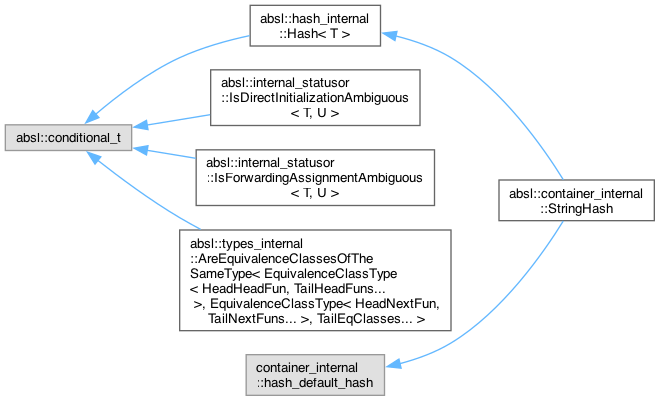 absl::hash_internal
::Hash< T >
absl::internal_statusor
::IsDirectInitializationAmbiguous
< T, U >
absl::conditional_t
absl::internal_statusor
::IsForwardingAssignmentAmbiguous
< T, U >
absl::container_internal
::StringHash
absl::types_internal
::AreEquivalenceClassesOfThe
SameType< EquivalenceClassType
< HeadHeadFun, TailHeadFuns...
>, EquivalenceClassType< HeadNextFun,
TailNextFuns... >, TailEqClasses... >
container_internal
::hash_default_hash